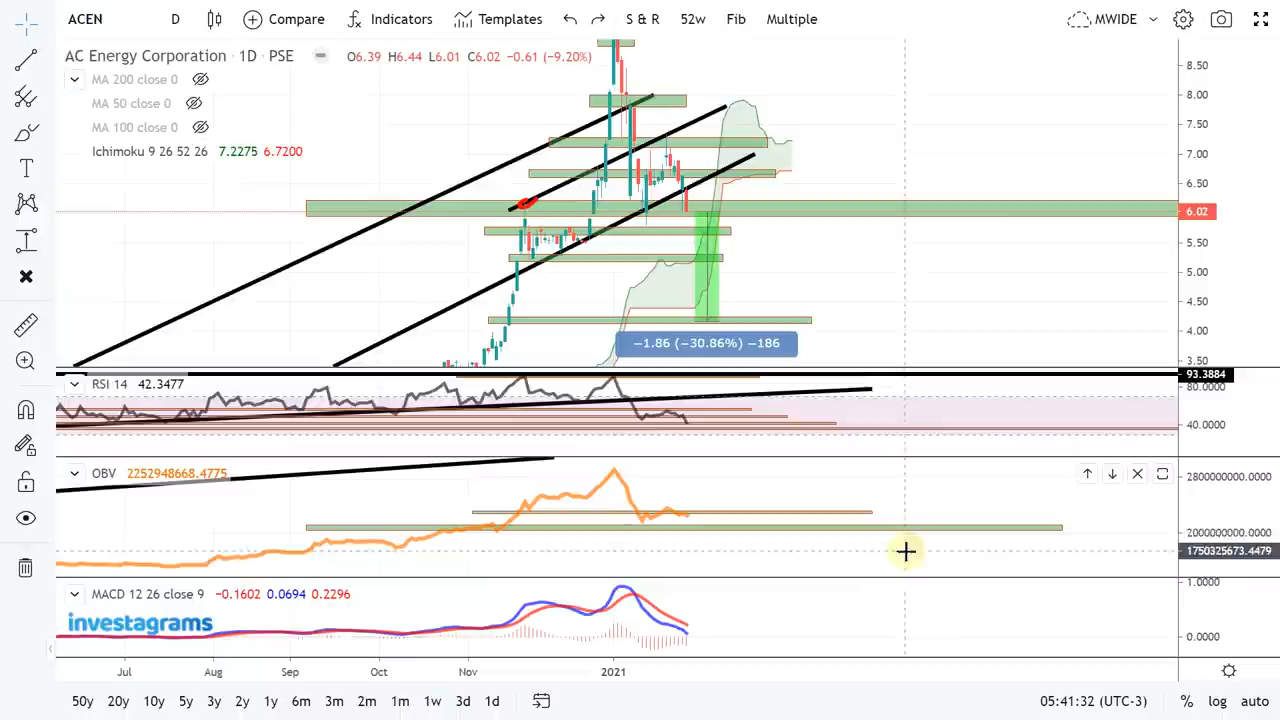 ACEN D Compare Indicators Templates S & R 52w Fib Multiple MWIDE
AC Energy Corporation · 1D · PSE O6.39 H6.44 L6.01 C6.02 −0.61 (−9.20%)
MA 200 close 0
MA 50 close 0
MA 100 close 0
Ichimoku 9 26 52 26 7.2275 6.7200
8.50
8.00
7.50
7.00
6.50
6.02
5.50
5.00
4.50
4.00
3.50
−1.86 (−30.86%) −186
RSI 14 42.3477
93.3884
80.0000
40.0000
OBV 2252948668.4775
2800000000.0000
2000000000.0000
1750325673.4479
MACD 12 26 close 9 −0.1602 0.0694 0.2296
1.0000
0.0000
investagrams
Jul Aug Sep Oct Nov 2021
50y 20y 10y 5y 3y 2y 1y 6m 3m 2m 1m 1w 3d 1d 05:41:32 (UTC-3) % log auto